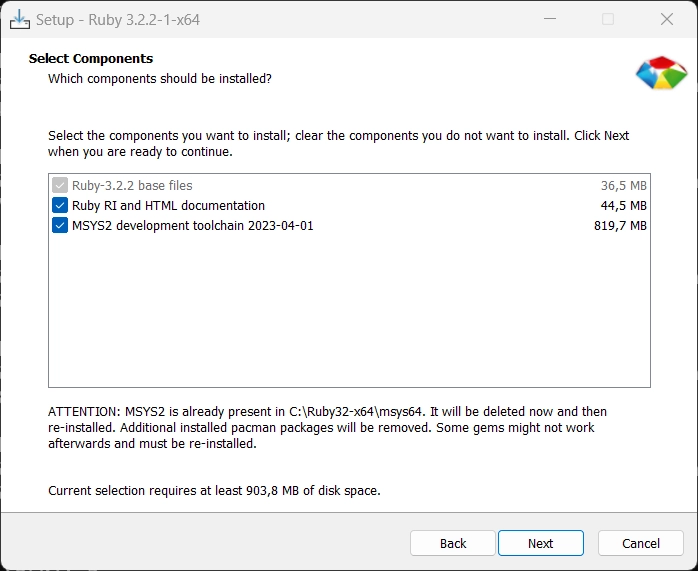 Setup - Ruby 3.2.2-1-x64
Select Components
Which components should be installed?
Select the components you want to install; clear the components you do not want to install. Click Next
when you are ready to continue.
Ruby-3.2.2 base files 36,5 MB
Ruby RI and HTML documentation 44,5 MB
MSYS2 development toolchain 2023-04-01 819,7 MB
ATTENTION: MSYS2 is already present in C:\Ruby32-x64\msys64. It will be deleted now and then
re-installed. Additional installed pacman packages will be removed. Some gems might not work
afterwards and must be re-installed.
Current selection requires at least 903,8 MB of disk space.
Back Next Cancel